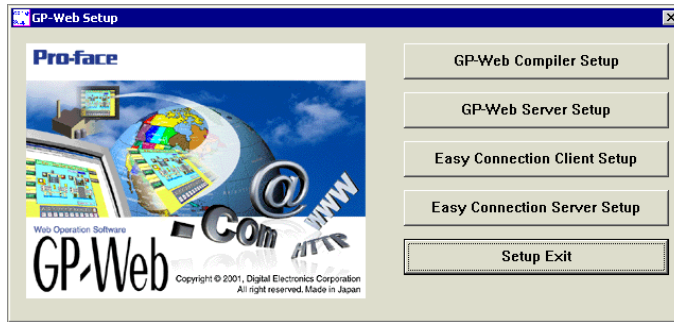 GP-Web Setup
Pro-face
@
-Com
WWW
HTTP
Web Operation Software
GP-Web
Copyright © 2001, Digital Electronics Corporation
All right reserved. Made in Japan
GP-Web Compiler Setup
GP-Web Server Setup
Easy Connection Client Setup
Easy Connection Server Setup
Setup Exit